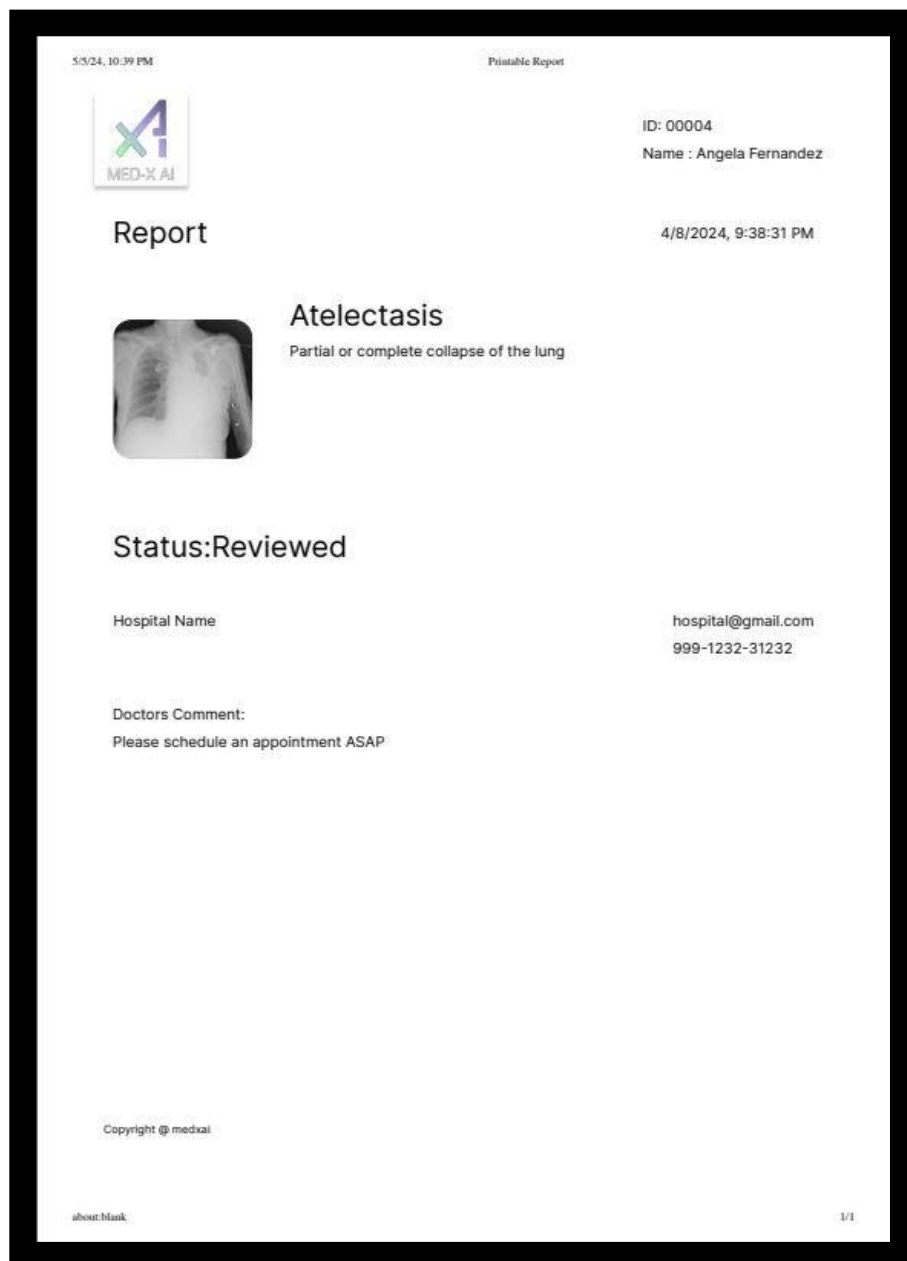 5/5/24, 10:39 PM Printable Report
MED-X AI
ID: 00004
Name : Angela Fernandez
Report
4/8/2024, 9:38:31 PM
Atelectasis
Partial or complete collapse of the lung
Status:Reviewed
Hospital Name
hospital@gmail.com
999-1232-31232
Doctors Comment:
Please schedule an appointment ASAP
Copyright @ medxai
about:blank 1/1